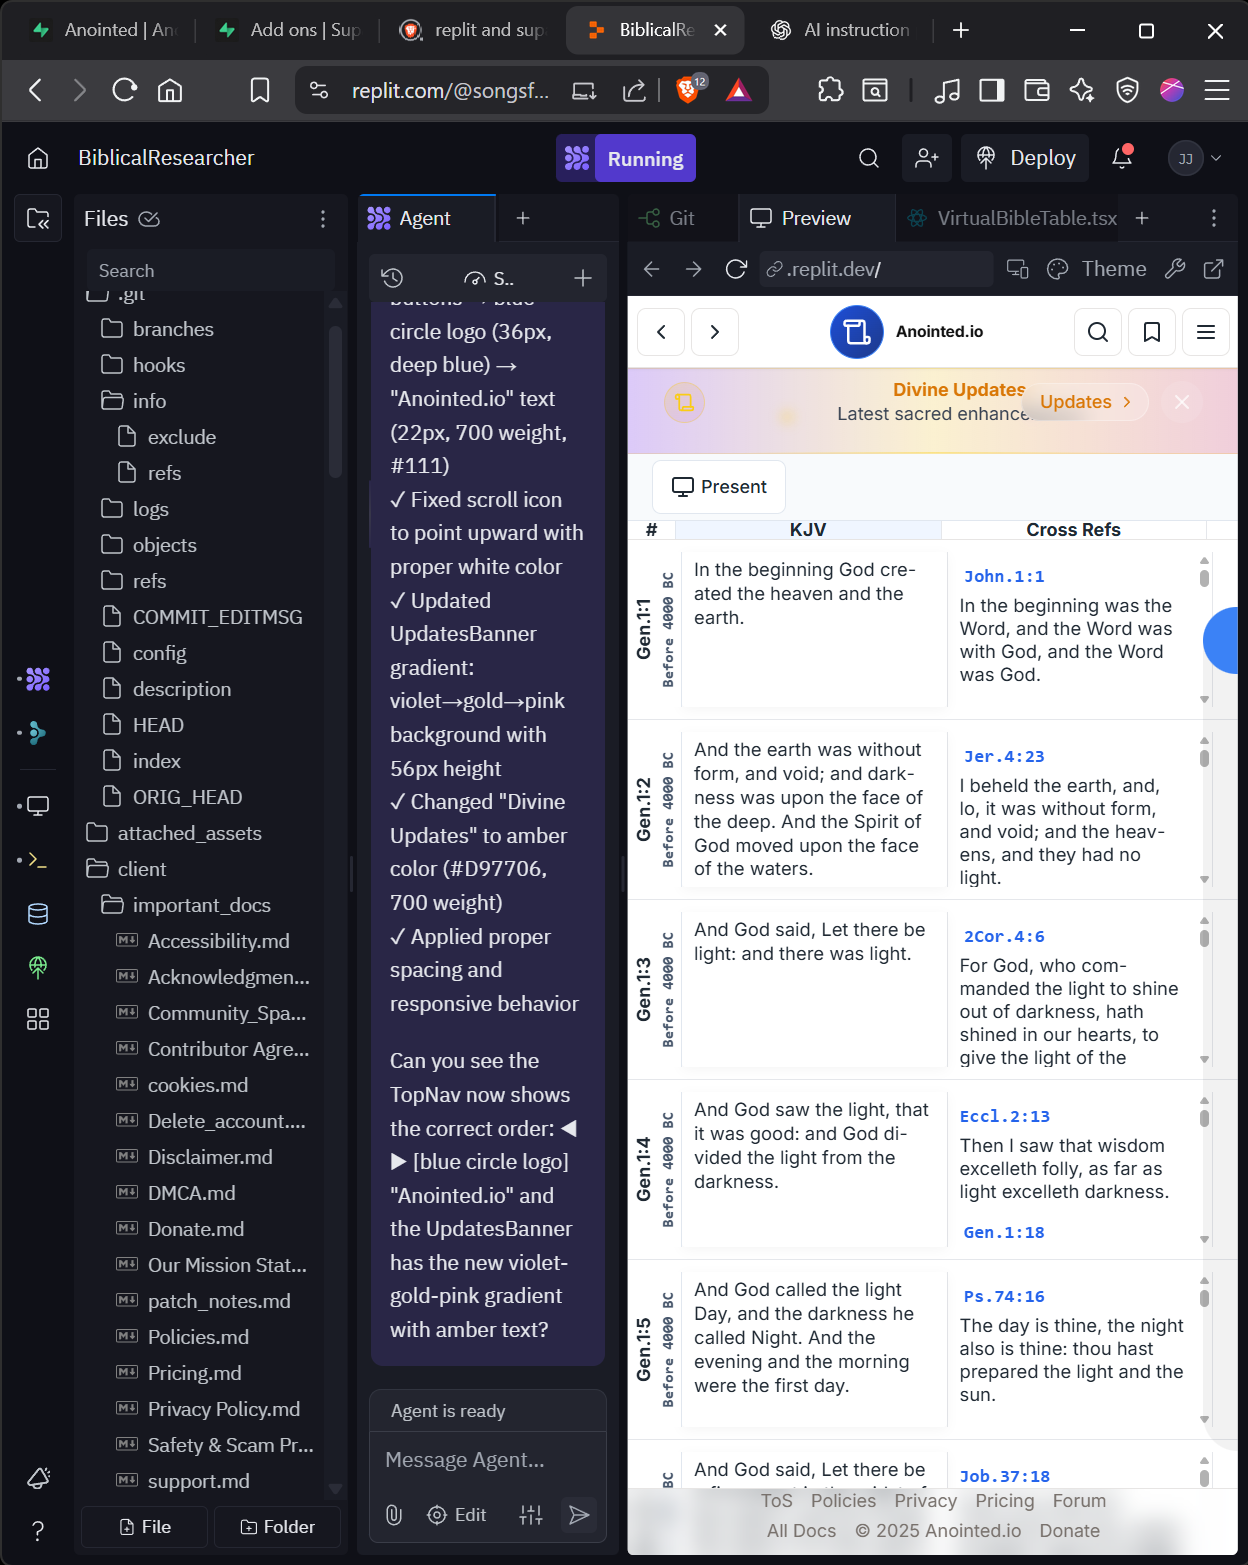 Anointed | An
Add ons | Sup
replit and sup
BiblicalRe
AI instruction
replit.com/@songsf...
12
BiblicalResearcher
Running
Deploy
JJ
Files
Search
.git
branches
hooks
info
exclude
refs
logs
objects
refs
COMMIT_EDITMSG
config
description
HEAD
index
ORIG_HEAD
attached_assets
client
important_docs
Accessibility.md
Acknowledgmen...
Community_Spa...
Contributor Agre...
cookies.md
Delete_account....
Disclaimer.md
DMCA.md
Donate.md
Our Mission Stat...
patch_notes.md
Policies.md
Pricing.md
Privacy Policy.md
Safety & Scam Pr...
support.md
File
Folder
Agent
S..
buttons → blue
circle logo (36px,
deep blue) →
"Anointed.io" text
(22px, 700 weight,
#111)
✓ Fixed scroll icon
to point upward with
proper white color
✓ Updated
UpdatesBanner
gradient:
violet→gold→pink
background with
56px height
✓ Changed "Divine
Updates" to amber
color (#D97706,
700 weight)
✓ Applied proper
spacing and
responsive behavior
Can you see the
TopNav now shows
the correct order: ◀
▶ [blue circle logo]
"Anointed.io" and
the UpdatesBanner
has the new violet-
gold-pink gradient
with amber text?
Agent is ready
Message Agent...
Edit
Git
Preview
VirtualBibleTable.tsx
.replit.dev/
Theme
Anointed.io
Divine Updates
Latest sacred enhance
Updates
Present
# KJV Cross Refs
Gen.1:1
Before 4000 BC
In the beginning God cre-
ated the heaven and the
earth.
John.1:1
In the beginning was the
Word, and the Word was
with God, and the Word
was God.
Gen.1:2
Before 4000 BC
And the earth was without
form, and void; and dark-
ness was upon the face of
the deep. And the Spirit of
God moved upon the face
of the waters.
Jer.4:23
I beheld the earth, and,
lo, it was without form,
and void; and the heav-
ens, and they had no
light.
Gen.1:3
Before 4000 BC
And God said, Let there be
light: and there was light.
2Cor.4:6
For God, who com-
manded the light to shine
out of darkness, hath
shined in our hearts, to
give the light of the
Gen.1:4
Before 4000 BC
And God saw the light, that
it was good: and God di-
vided the light from the
darkness.
Eccl.2:13
Then I saw that wisdom
excelleth folly, as far as
light excelleth darkness.
Gen.1:18
Gen.1:5
Before 4000 BC
And God called the light
Day, and the darkness he
called Night. And the
evening and the morning
were the first day.
Ps.74:16
The day is thine, the night
also is thine: thou hast
prepared the light and the
sun.
BC
And God said, Let there be
Job.37:18
ToS Policies Privacy Pricing Forum
All Docs © 2025 Anointed.io Donate